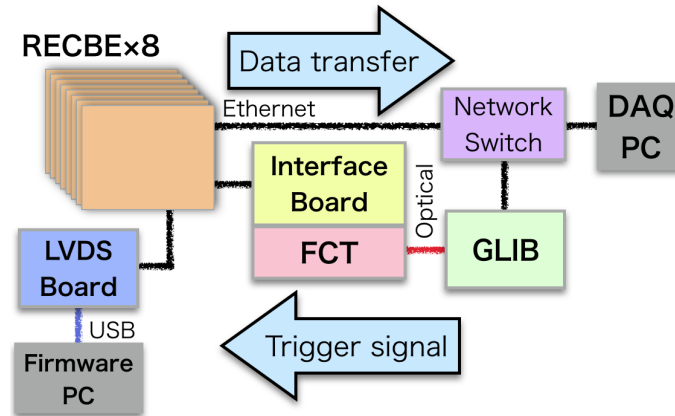 RECBE×8
Data transfer
Ethernet
Network
Switch
DAQ
PC
Interface
Board
FCT
Optical
GLIB
LVDS
Board
USB
Trigger signal
Firmware
PC